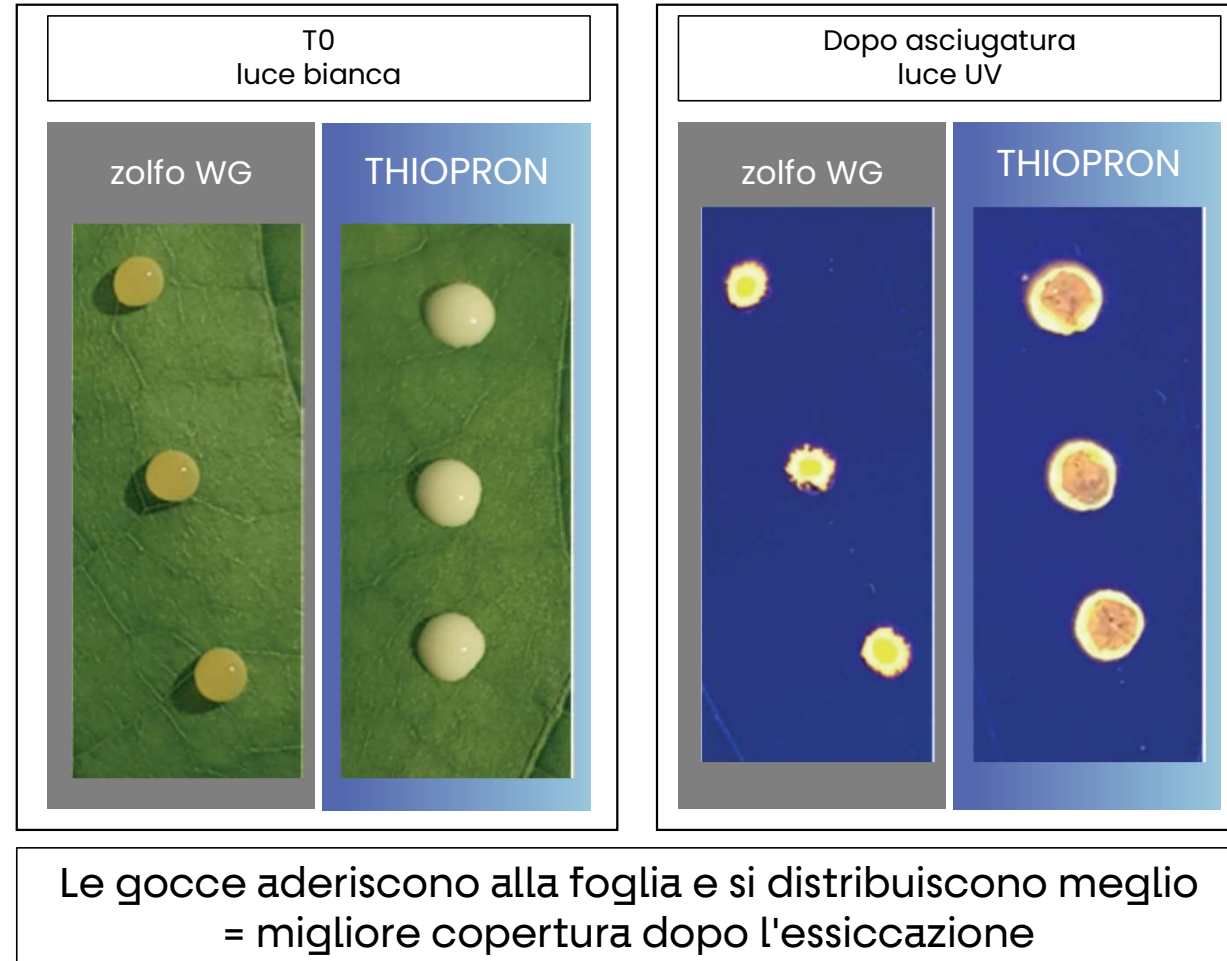 T0
luce bianca
zolfo WG
THIOPRON
Dopo asciugatura
luce UV
zolfo WG
THIOPRON
Le gocce aderiscono alla foglia e si distribuiscono meglio
= migliore copertura dopo l'essiccazione